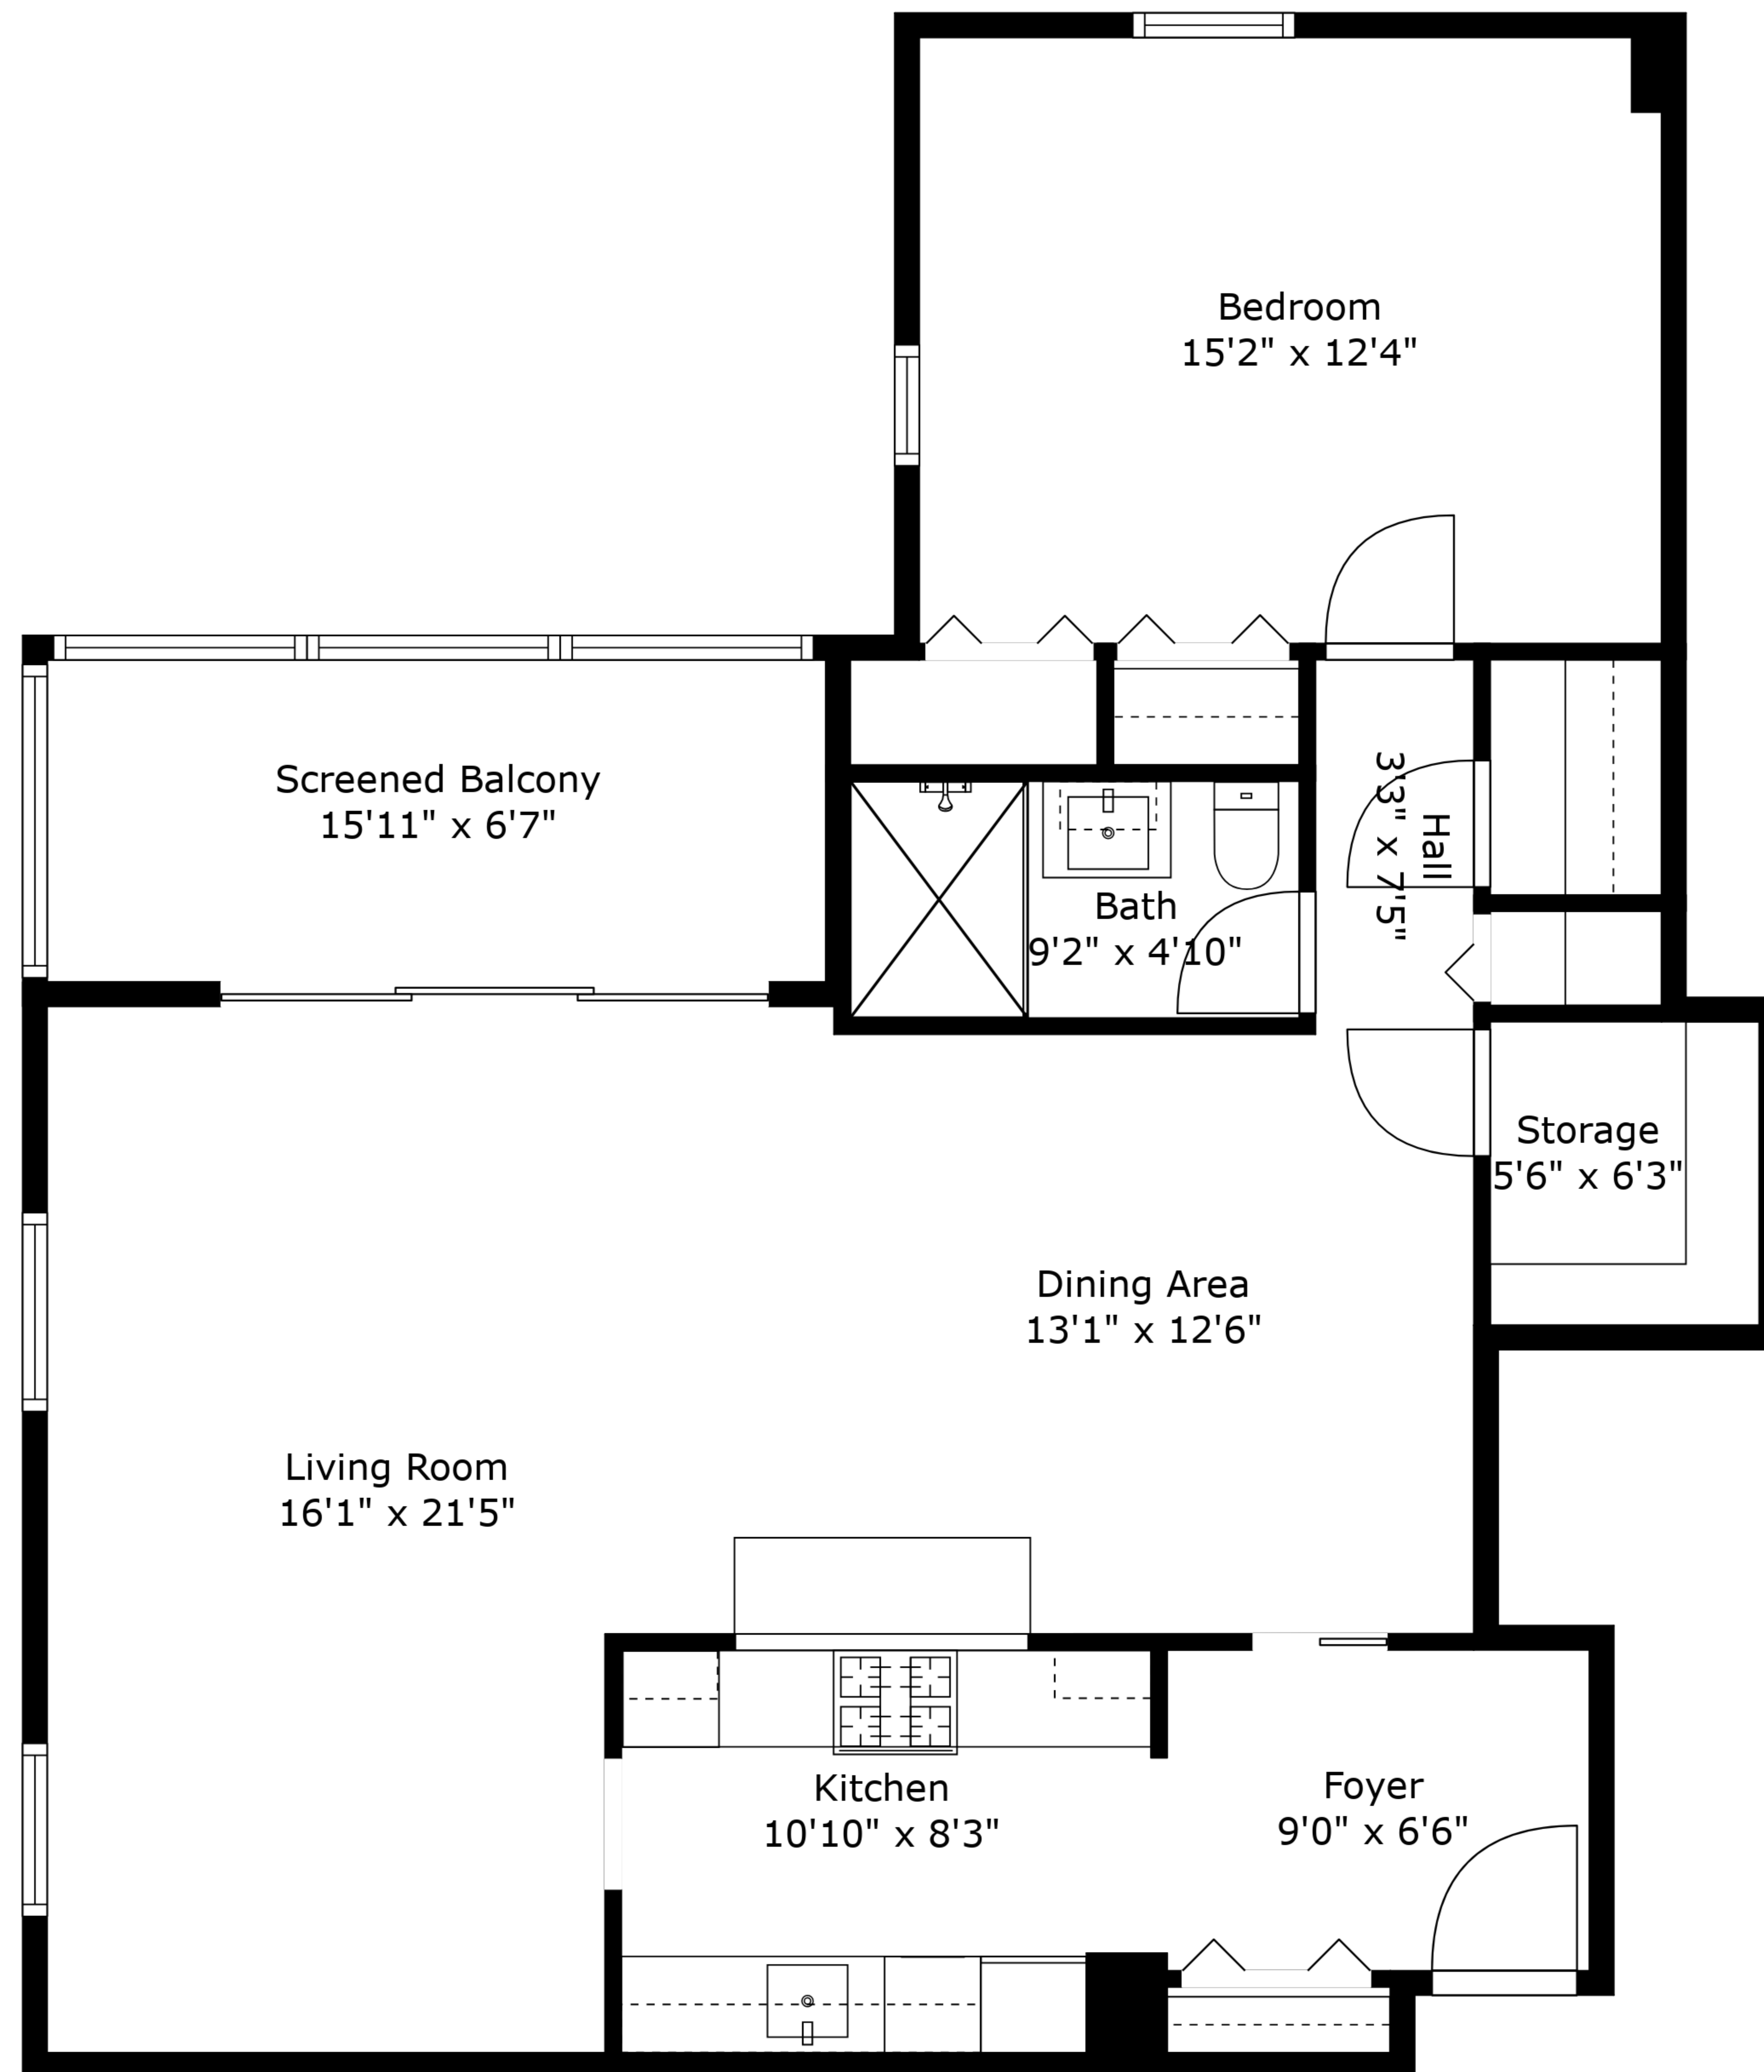 Bedroom
15'2" x 12'4"
Screened Balcony
15'11" x 6'7"
Hall
3'3" x 7'5"
Bath
9'2" x 4'10"
Storage
5'6" x 6'3"
Dining Area
13'1" x 12'6"
Living Room
16'1" x 21'5"
Kitchen
10'10" x 8'3"
Foyer
9'0" x 6'6"